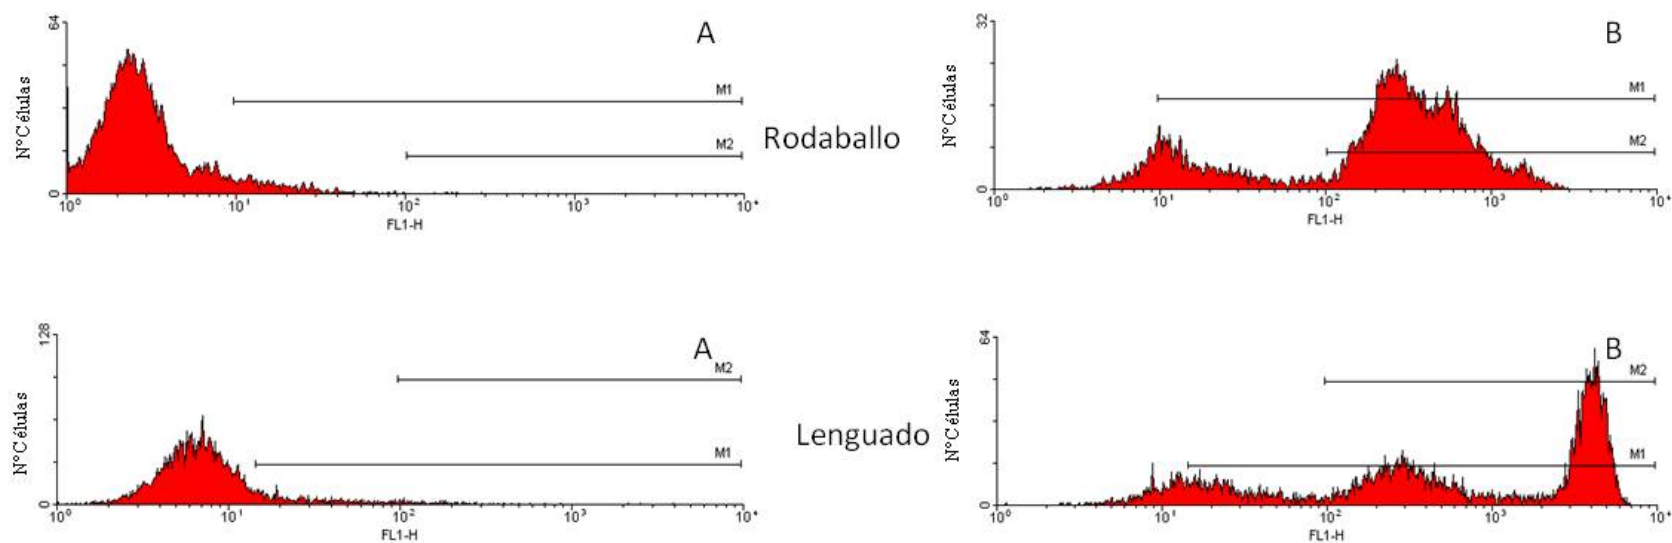 64
A
N°Células
M1
M2
0
10⁰ 10¹ 10² 10³ 10⁴
FL1-H
Rodaballo
32
B
N°Células
M1
M2
0
10⁰ 10¹ 10² 10³ 10⁴
FL1-H
128
A
N°Células
M2
M1
0
10⁰ 10¹ 10² 10³ 10⁴
FL1-H
Lenguado
64
B
N°Células
M2
M1
0
10⁰ 10¹ 10² 10³ 10⁴
FL1-H